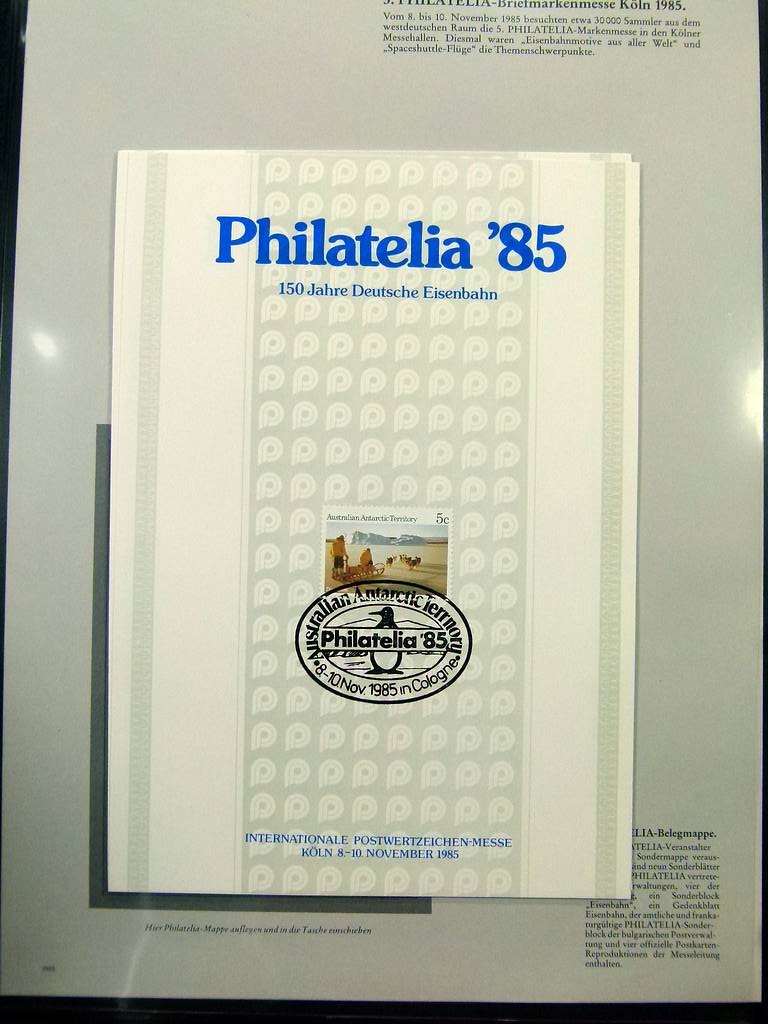 5. PHILATELIA-Briefmarkenmesse Köln 1985.
Vom 8. bis 10. November 1985 besuchten etwa 30000 Sammler aus dem
westdeutschen Raum die 5. PHILATELIA-Markenmesse in den Kölner
Messehallen. Diesmal waren „Eisenbahnmotive aus aller Welt“ und
„Spaceshuttle-Flüge“ die Themenschwerpunkte.
Philatelia ’85
150 Jahre Deutsche Eisenbahn
Australian Antarctic Territory 5c
Australian Antarctic Territory
Philatelia '85
8-10 Nov. 1985 in Cologne
INTERNATIONALE POSTWERTZEICHEN-MESSE
KÖLN 8.–10. NOVEMBER 1985
LIA-Belegmappe.
ATELIA-Veranstalter
Sondermappe veraus-
sind neun Sonderblätter
PHILATELIA vertrete-
rwaltungen, vier der
ein Sonderblock
„Eisenbahn“, ein Gedenkblatt
Eisenbahn, der amtliche und franka-
turgültige PHILATELIA-Sonder-
block der bulgarischen Postverwal-
tung und vier offizielle Postkarten-
Reproduktionen der Messeleitung
enthalten.
Hier Philatelia-Mappe auflegen und in die Tasche einschieben